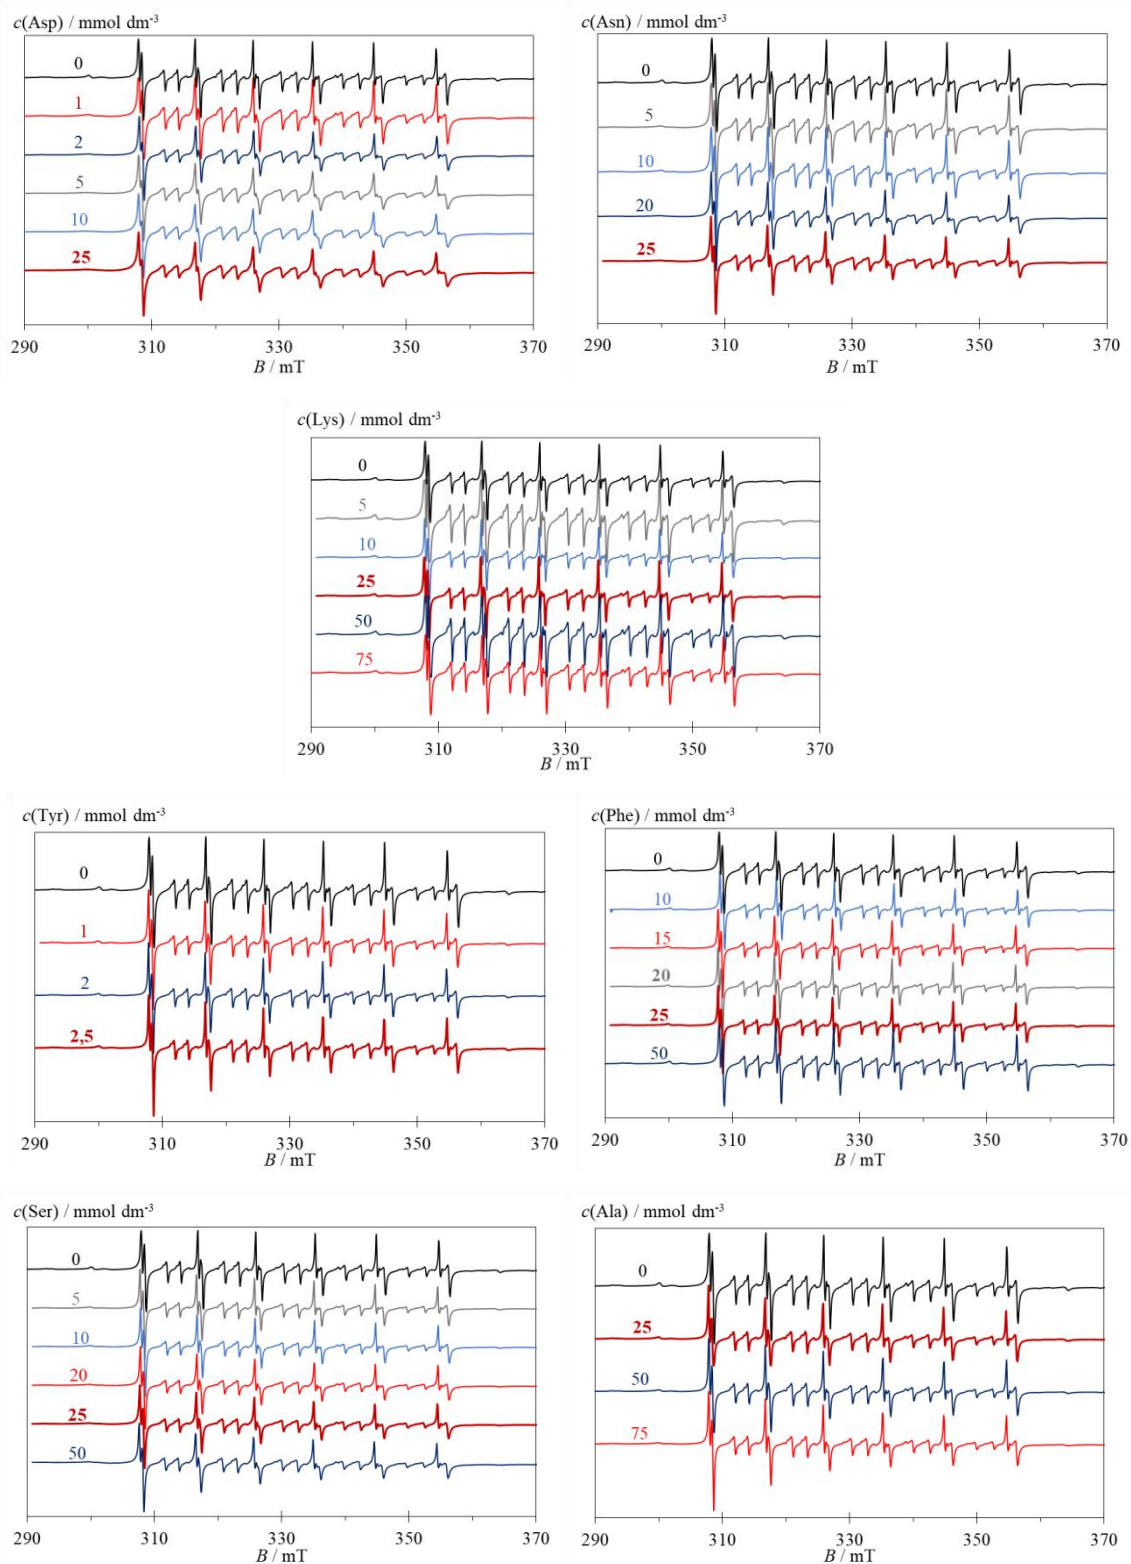 c(Asp) / mmol dm-3
0
1
2
5
10
25
290 310 330 350 370
B / mT
c(Asn) / mmol dm-3
0
5
10
20
25
290 310 330 350 370
B / mT
c(Lys) / mmol dm-3
0
5
10
25
50
75
290 310 330 350 370
B / mT
c(Tyr) / mmol dm-3
0
1
2
2,5
290 310 330 350 370
B / mT
c(Phe) / mmol dm-3
0
10
15
20
25
50
290 310 330 350 370
B / mT
c(Ser) / mmol dm-3
0
5
10
20
25
50
290 310 330 350 370
B / mT
c(Ala) / mmol dm-3
0
25
50
75
290 310 330 350 370
B / mT